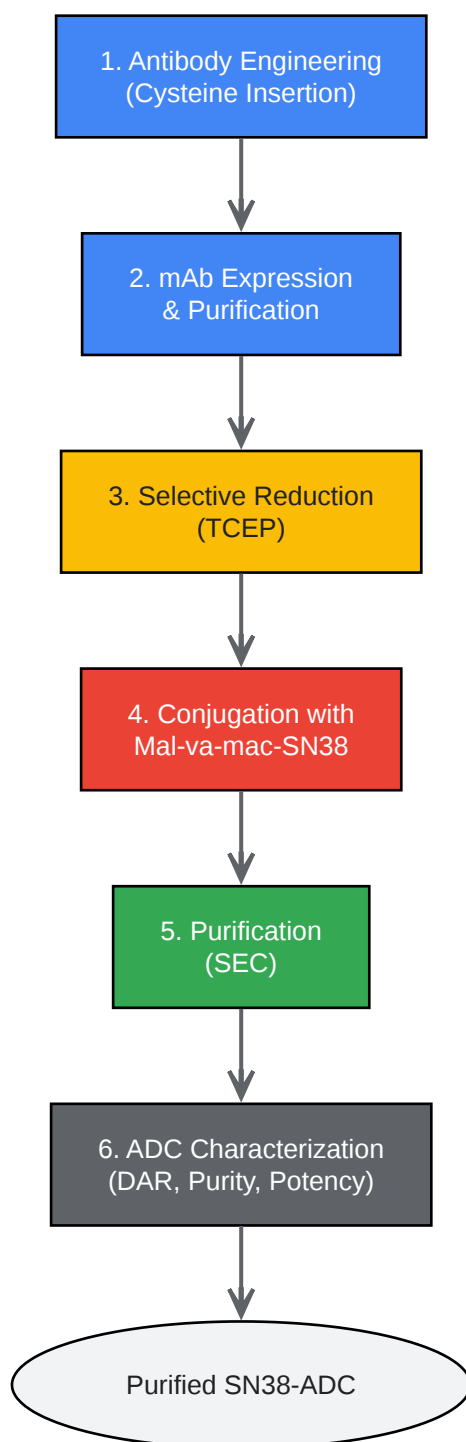 1. Antibody Engineering
(Cysteine Insertion)
2. mAb Expression
& Purification
3. Selective Reduction
(TCEP)
4. Conjugation with
Mal-va-mac-SN38
5. Purification
(SEC)
6. ADC Characterization
(DAR, Purity, Potency)
Purified SN38-ADC